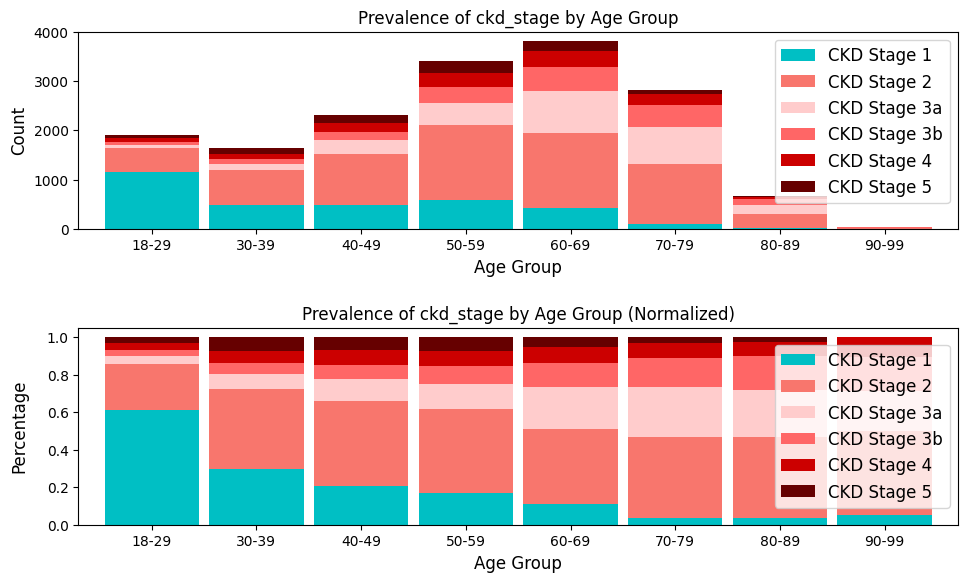 Prevalence of ckd_stage by Age Group
4000
3000
2000
1000
0
Count
CKD Stage 1
CKD Stage 2
CKD Stage 3a
CKD Stage 3b
CKD Stage 4
CKD Stage 5
18-29 30-39 40-49 50-59 60-69 70-79 80-89 90-99
Age Group
Prevalence of ckd_stage by Age Group (Normalized)
1.0
0.8
0.6
0.4
0.2
0.0
Percentage
CKD Stage 1
CKD Stage 2
CKD Stage 3a
CKD Stage 3b
CKD Stage 4
CKD Stage 5
18-29 30-39 40-49 50-59 60-69 70-79 80-89 90-99
Age Group